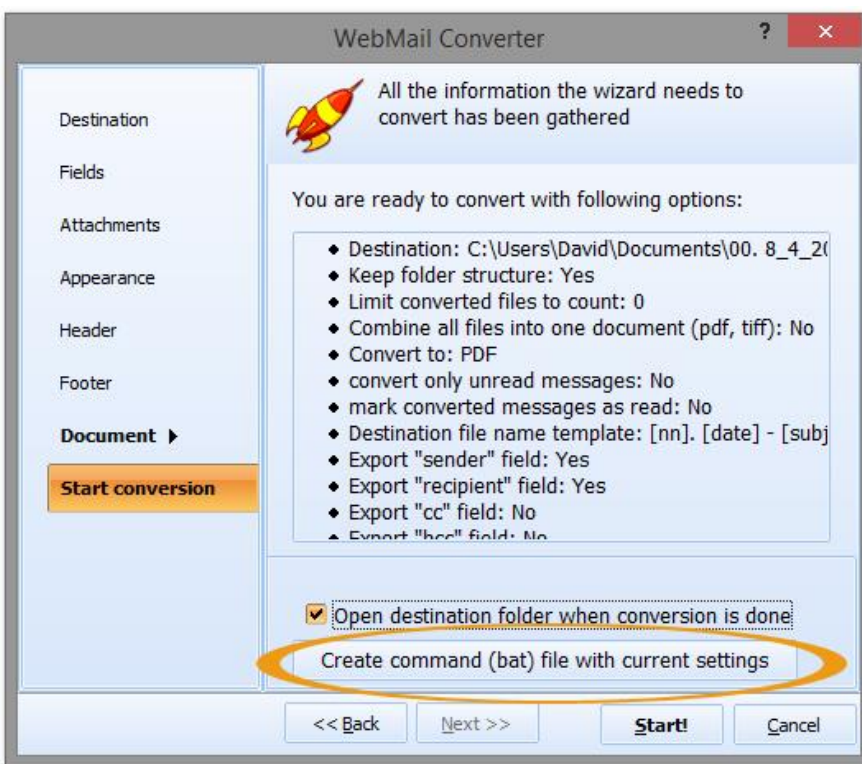 WebMail Converter
?
×
Destination
Fields
Attachments
Appearance
Header
Footer
Document
Start conversion
All the information the wizard needs to
convert has been gathered
You are ready to convert with following options:
Destination: C:\Users\David\Documents\00. 8_4_20
Keep folder structure: Yes
Limit converted files to count: 0
Combine all files into one document (pdf, tiff): No
Convert to: PDF
convert only unread messages: No
mark converted messages as read: No
Destination file name template: [nn]. [date] - [subj
Export "sender" field: Yes
Export "recipient" field: Yes
Export "cc" field: No
Export "bcc" field: No
Open destination folder when conversion is done
Create command (bat) file with current settings
<< Back
Next >>
Start!
Cancel